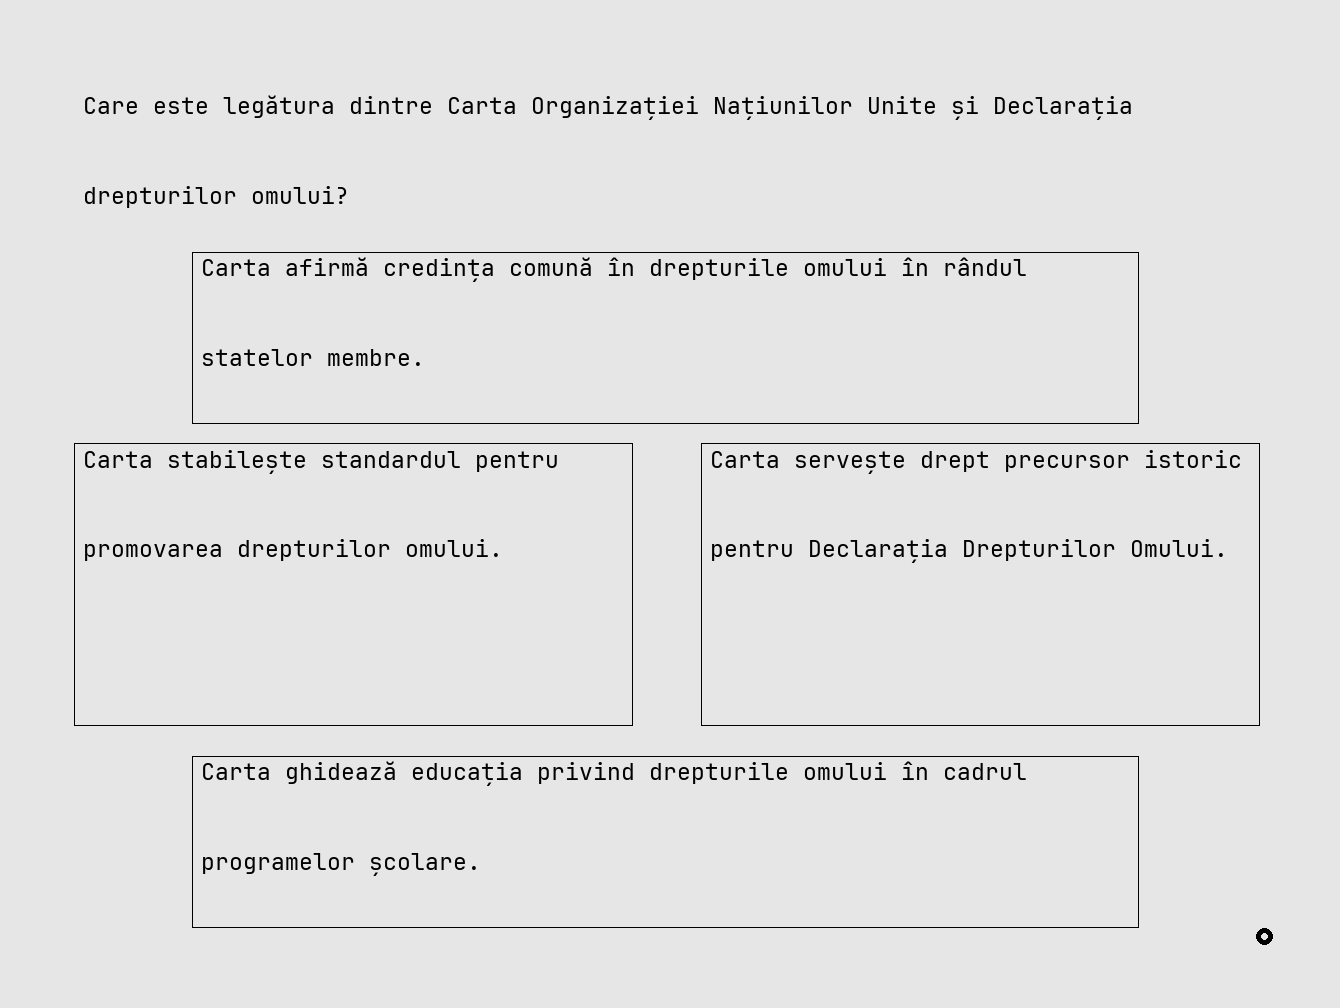 Care este legătura dintre Carta Organizației Națiunilor Unite și Declarația
drepturilor omului?
Carta afirmă credința comună în drepturile omului în rândul
statelor membre.
Carta stabilește standardul pentru
promovarea drepturilor omului.
Carta servește drept precursor istoric
pentru Declarația Drepturilor Omului.
Carta ghidează educația privind drepturile omului în cadrul
programelor școlare.